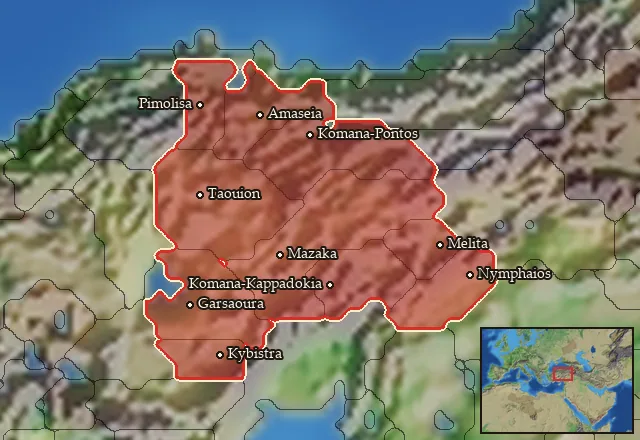 Pimolisa
Amaseia
Komana-Pontos
Taouion
Melita
Mazaka
Nymphaios
Komana-Kappadokia
Garsaoura
Kybistra